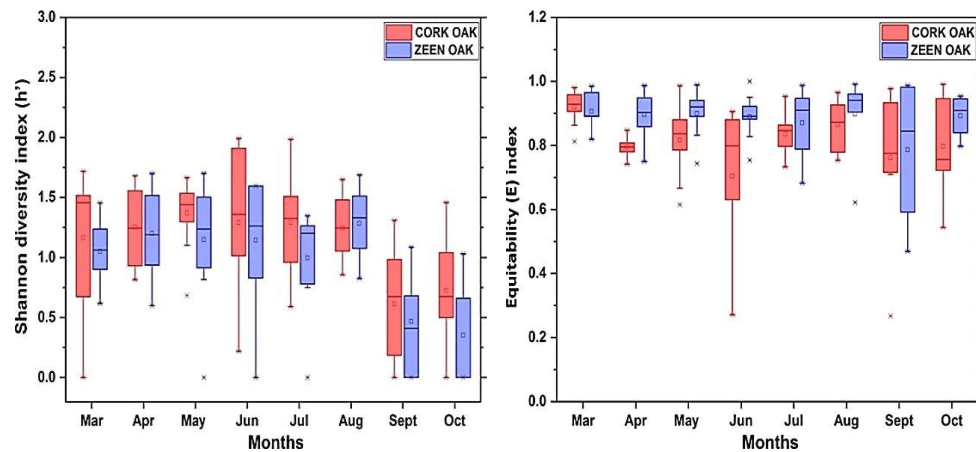 3.0
2.5
2.0
1.5
1.0
0.5
0.0
Shannon diversity index (h')
CORK OAK
ZEEN OAK
Mar Apr May Jun Jul Aug Sept Oct
Months
1.2
1.0
0.8
0.6
0.4
0.2
0.0
Equitability (E) index
CORK OAK
ZEEN OAK
Mar Apr May Jun Jul Aug Sept Oct
Months